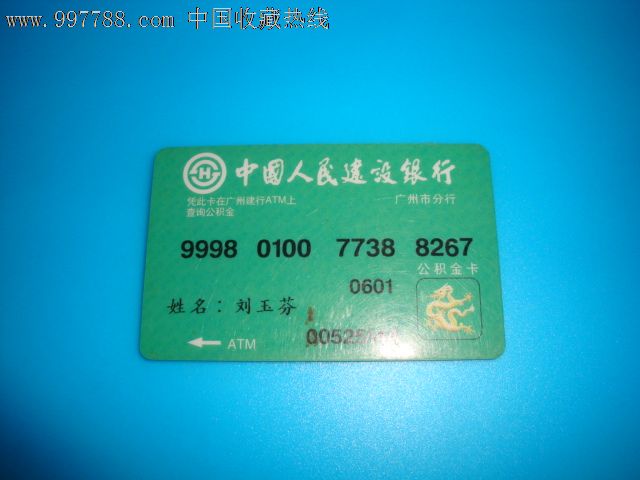 www.997788.com 中国收藏热线
中國人民建设银行
凭此卡在广州建行ATM上
查询公积金
广州市分行
9998 0100 7738 8267
公积金卡
0601
姓名：刘玉芬
ATM